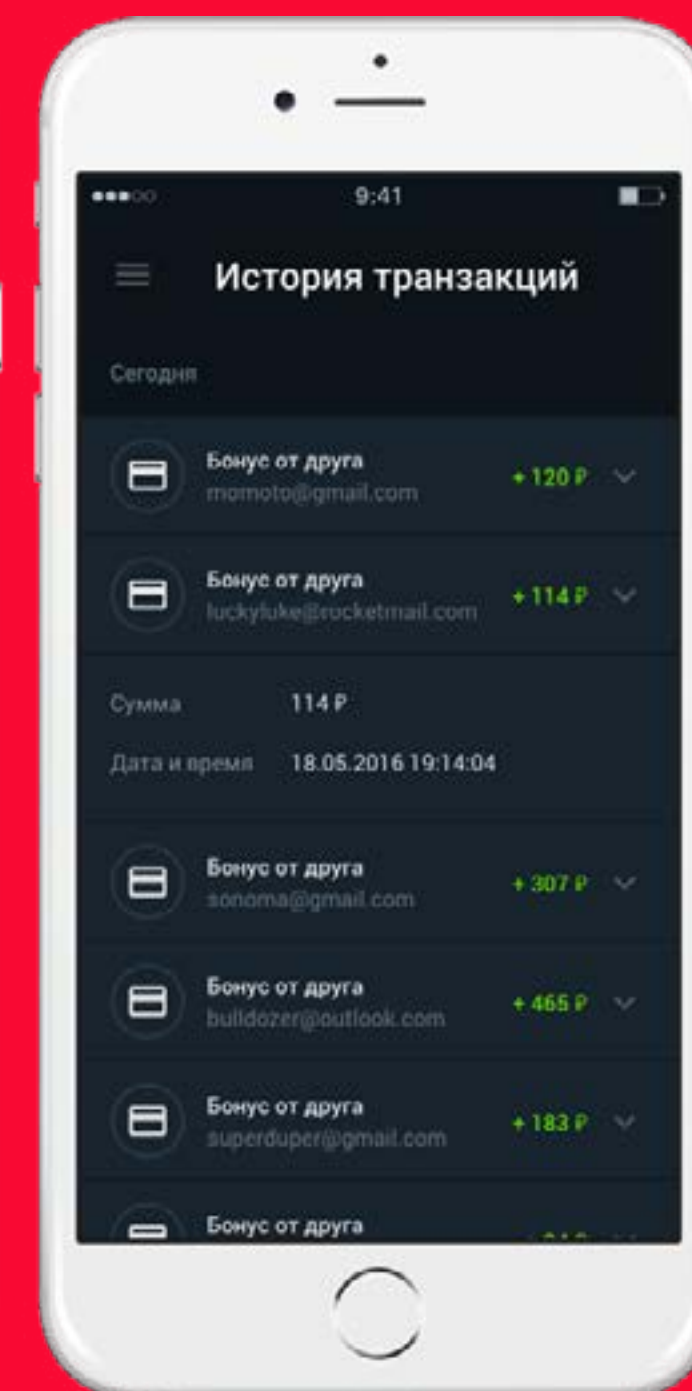 9:41
История транзакций
Сегодня
Бонус от друга
momoto@gmail.com
+ 120 ₽
Бонус от друга
luckyluke@rocketmail.com
+ 114 ₽
Сумма 114 ₽
Дата и время 18.05.2016 19:14:04
Бонус от друга
sonoma@gmail.com
+ 307 ₽
Бонус от друга
bulldozer@outlook.com
+ 465 ₽
Бонус от друга
superduper@gmail.com
+ 183 ₽
Бонус от друга